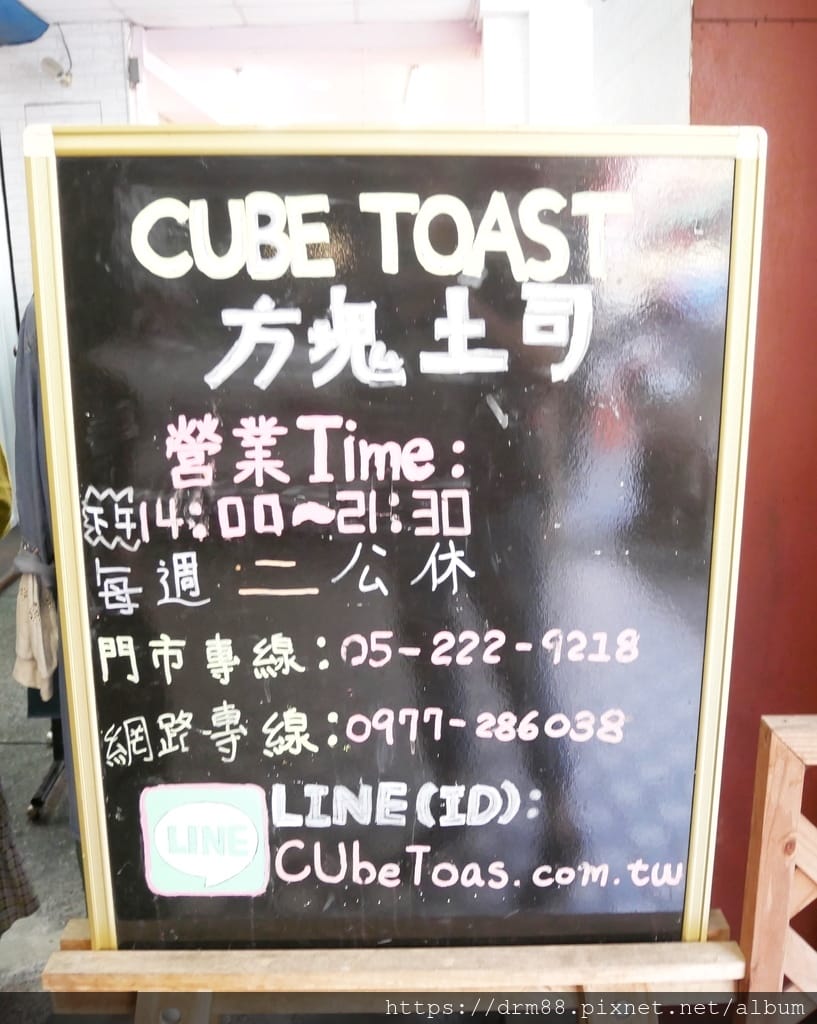 CUBE TOAST
方塊土司
營業Time:
14:00~21:30
每週二公休
門市專線:05-222-9218
網路專線:0977-286038
LINE
LINE(ID):
CUbeToas.com.tw
https://drm88.pixnet.net/album